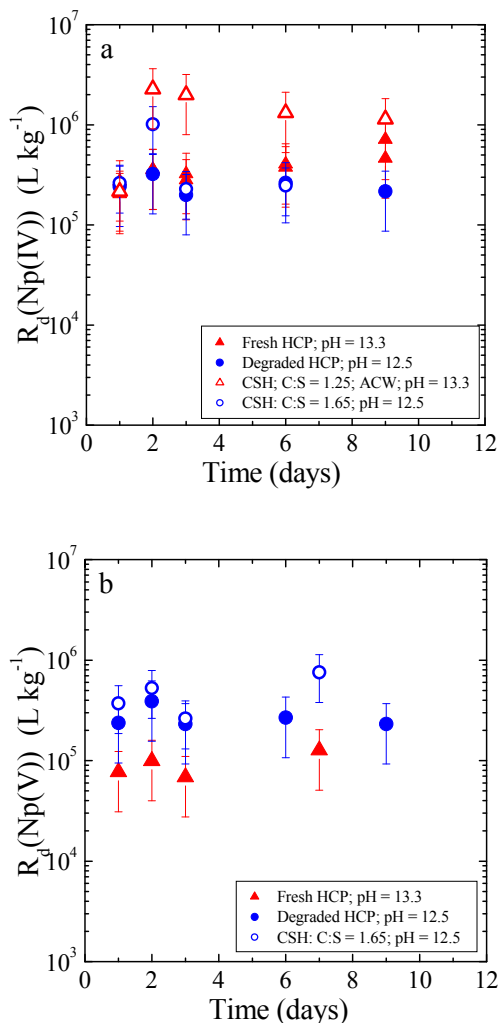 a
10^7
10^6
10^5
10^4
10^3
R_d(Np(IV)) (L kg^-1)
Fresh HCP; pH = 13.3
Degraded HCP; pH = 12.5
CSH; C:S = 1.25; ACW; pH = 13.3
CSH: C:S = 1.65; pH = 12.5
0 2 4 6 8 10 12
Time (days)
b
10^7
10^6
10^5
10^4
10^3
R_d(Np(V)) (L kg^-1)
Fresh HCP; pH = 13.3
Degraded HCP; pH = 12.5
CSH: C:S = 1.65; pH = 12.5
0 2 4 6 8 10 12
Time (days)